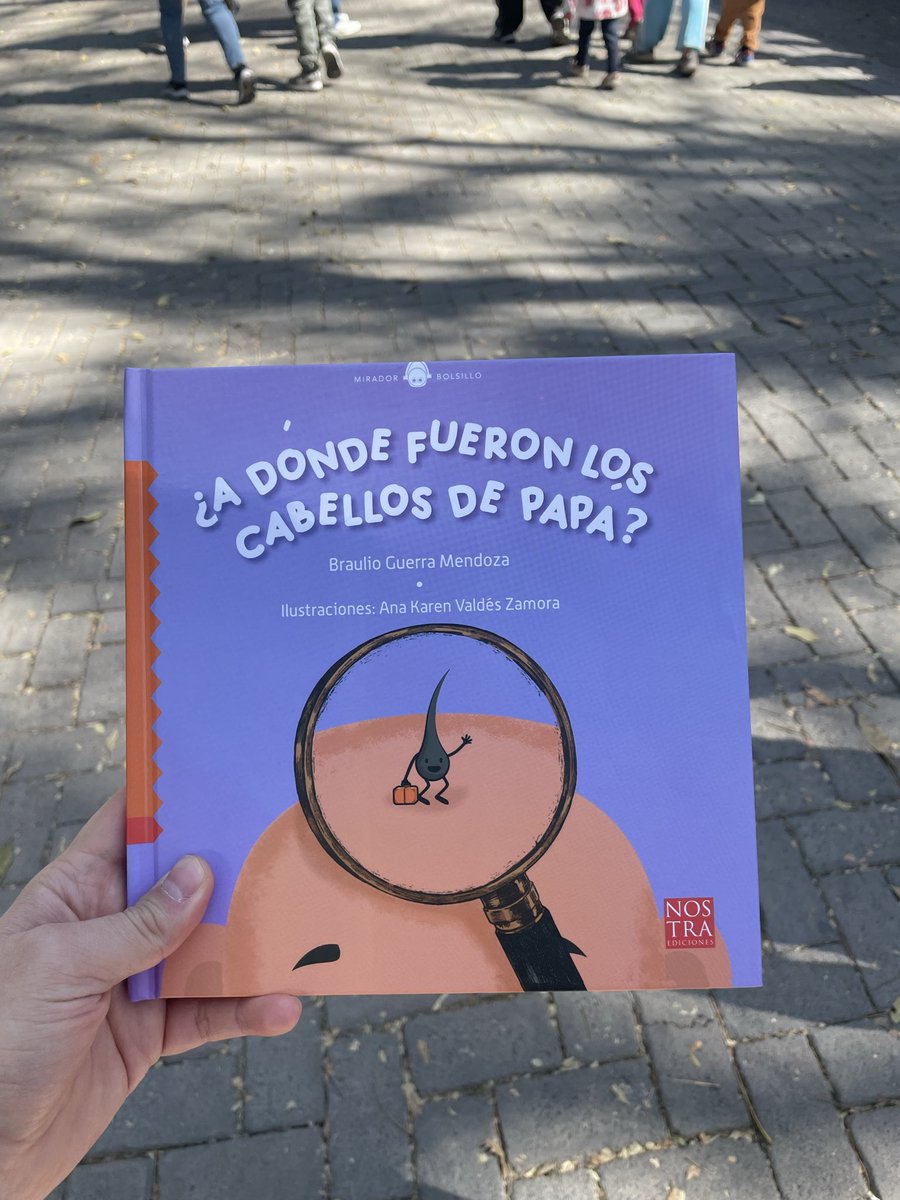 MIRADOR BOLSILLO
¿A DÓNDE FUERON LOS
CABELLOS DE PAPÁ?
Braulio Guerra Mendoza
Ilustraciones: Ana Karen Valdés Zamora
NOS
TRA
EDICIONES